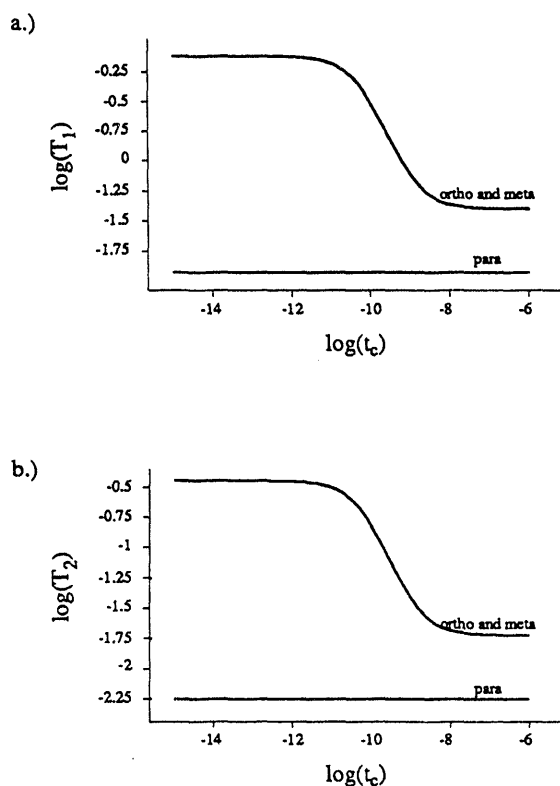 a.)
-0.25
-0.5
-0.75
0
-1.25
-1.5
-1.75
log(T1)
ortho and meta
para
-14 -12 -10 -8 -6
log(tc)
b.)
-0.5
-0.75
-1
-1.25
-1.5
-1.75
-2
-2.25
log(T2)
ortho and meta
para
-14 -12 -10 -8 -6
log(tc)